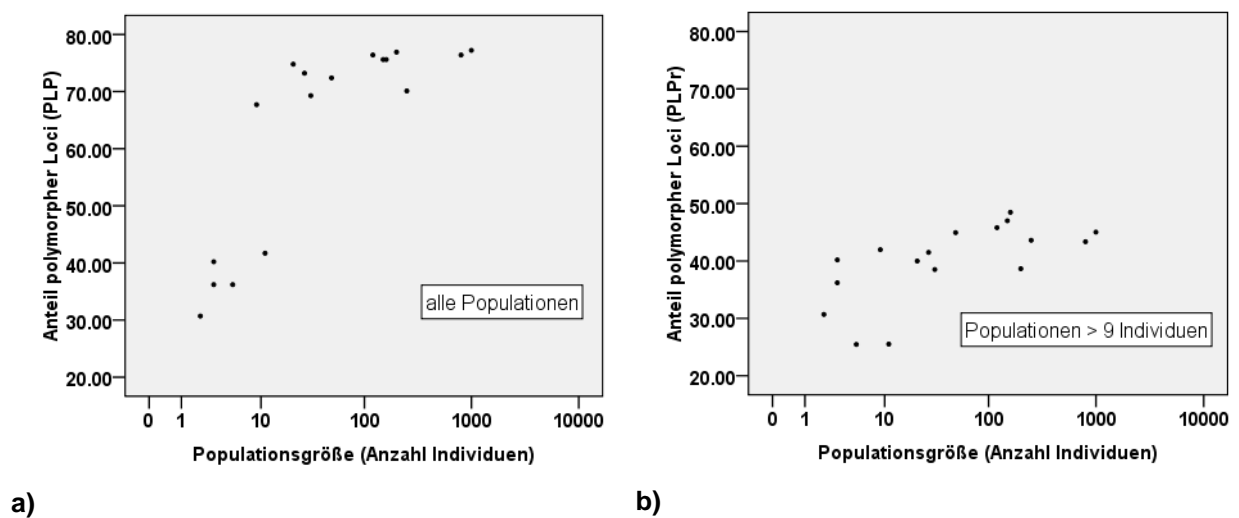 80.00
70.00
60.00
50.00
40.00
30.00
20.00
Anteil polymorpher Loci (PLP)
alle Populationen
0 1 10 100 1000 10000
Populationsgröße (Anzahl Individuen)
a)
80.00
70.00
60.00
50.00
40.00
30.00
20.00
Anteil polymorpher Loci (PLPr)
Populationen > 9 Individuen
0 1 10 100 1000 10000
Populationsgröße (Anzahl Individuen)
b)